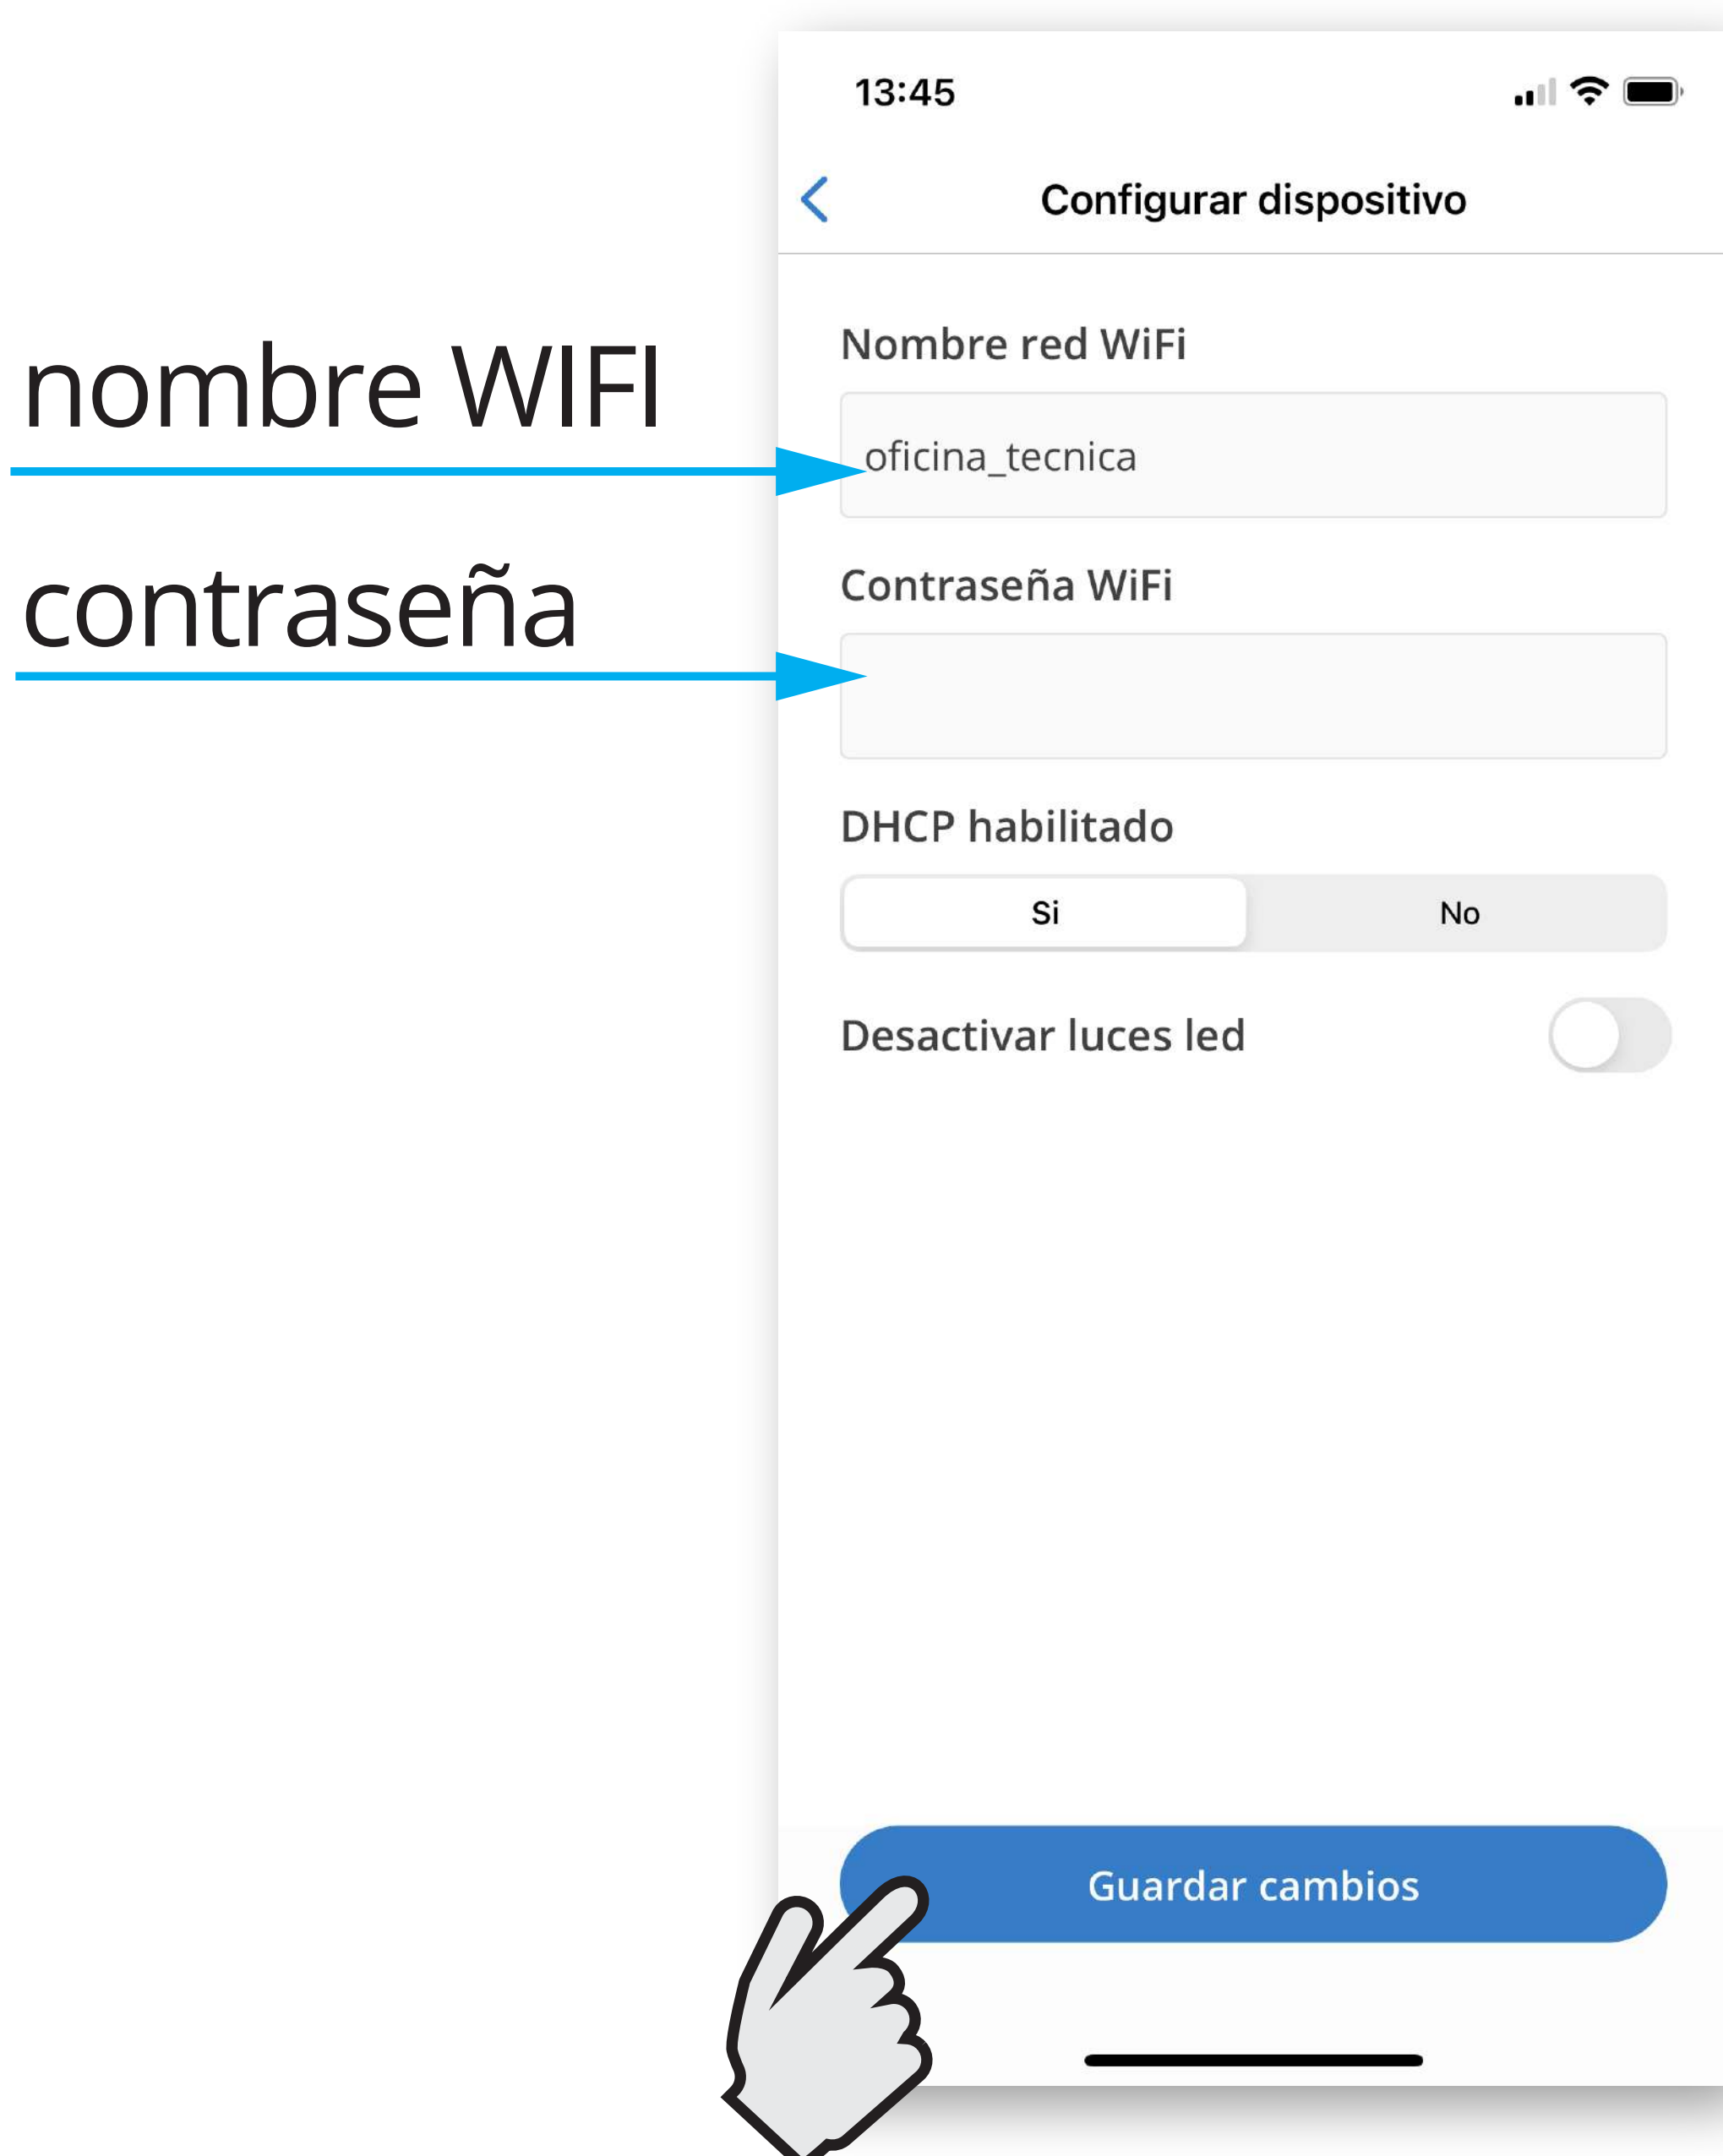 13:45
Configurar dispositivo
nombre WIFI
Nombre red WiFi
oficina_tecnica
contraseña
Contraseña WiFi
DHCP habilitado
Si No
Desactivar luces led
Guardar cambios